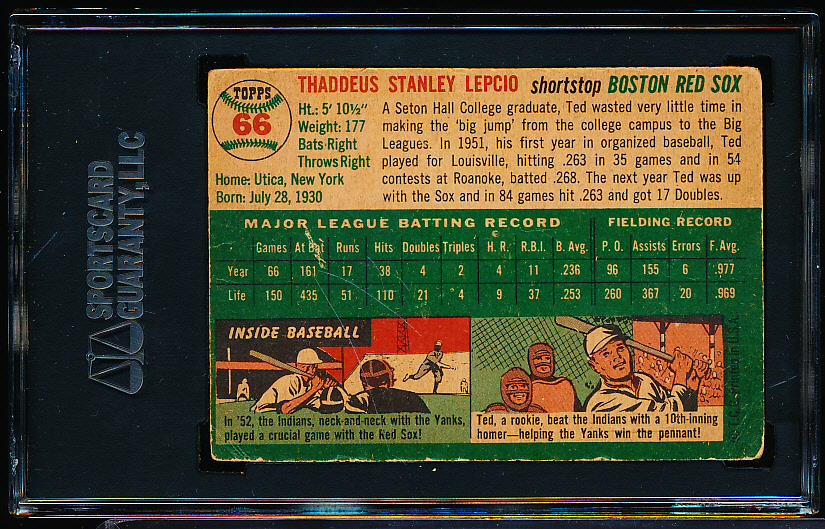 SPORTSCARD
GUARANTY, LLC
TOPPS
66
THADDEUS STANLEY LEPCIO shortstop BOSTON RED SOX
Ht.: 5' 10½"
Weight: 177
Bats Right
Throws Right
Home: Utica, New York
Born: July 28, 1930
A Seton Hall College graduate, Ted wasted very little time in
making the 'big jump' from the college campus to the Big
Leagues. In 1951, his first year in organized baseball, Ted
played for Louisville, hitting .263 in 35 games and in 54
contests at Roanoke, batted .268. The next year Ted was up
with the Sox and in 84 games hit .263 and got 17 Doubles.
MAJOR LEAGUE BATTING RECORD FIELDING RECORD
Games At Bat Runs Hits Doubles Triples H. R. R.B.I. B. Avg. P. O. Assists Errors F. Avg.
Year 66 161 17 38 4 2 4 11 .236 96 155 6 .977
Life 150 435 51 110 21 4 9 37 .253 260 367 20 .969
INSIDE BASEBALL
In '52, the Indians, neck-and-neck with the Yanks,
played a crucial game with the Red Sox!
Ted, a rookie, beat the Indians with a 10th-inning
homer—helping the Yanks win the pennant!
© T.C.G. Printed in U.S.A.